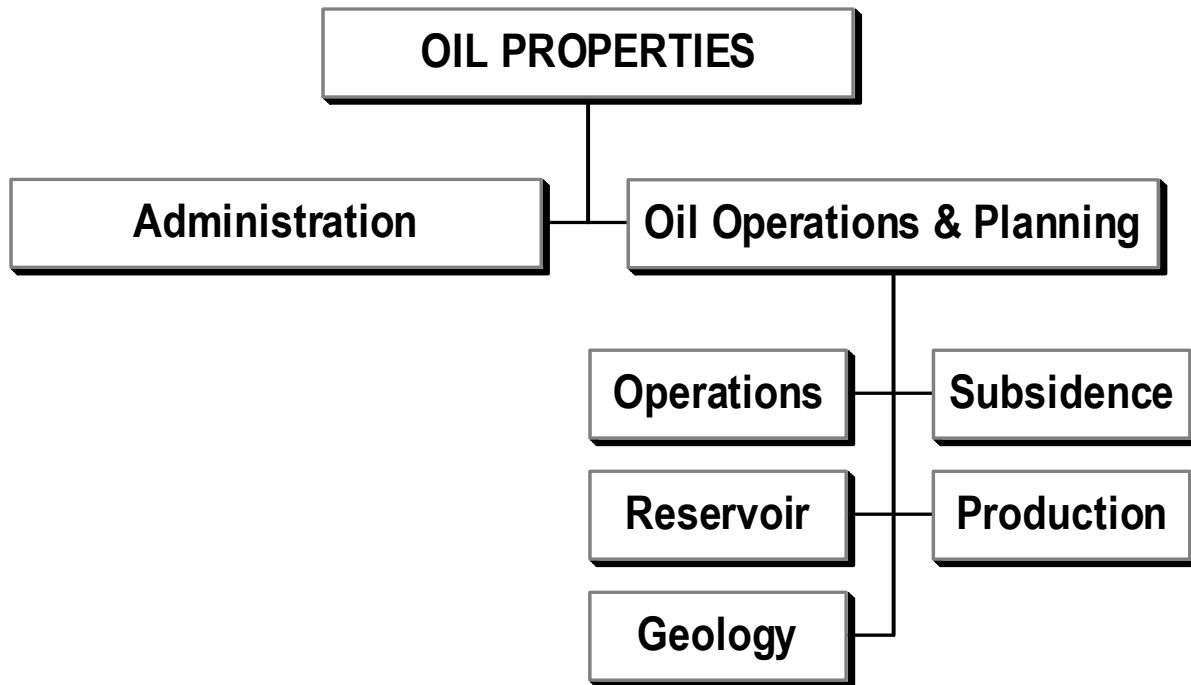 OIL PROPERTIES
Administration
Oil Operations & Planning
Operations
Subsidence
Reservoir
Production
Geology